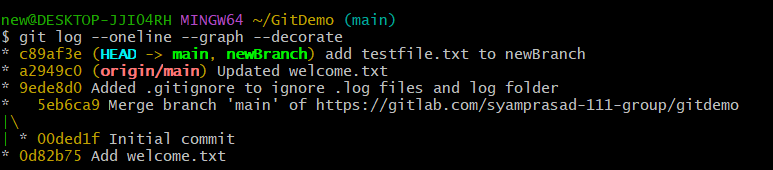 new@DESKTOP-JJIO4RH MINGW64 ~/GitDemo (main)
$ git log --oneline --graph --decorate
* c89af3e (HEAD -> main, newBranch) add testfile.txt to newBranch
* a2949c0 (origin/main) Updated welcome.txt
* 9ede8d0 Added .gitignore to ignore .log files and log folder
*   5eb6ca9 Merge branch 'main' of https://gitlab.com/syamprasad-111-group/gitdemo
|\
| * 00ded1f Initial commit
* 0d82b75 Add welcome.txt